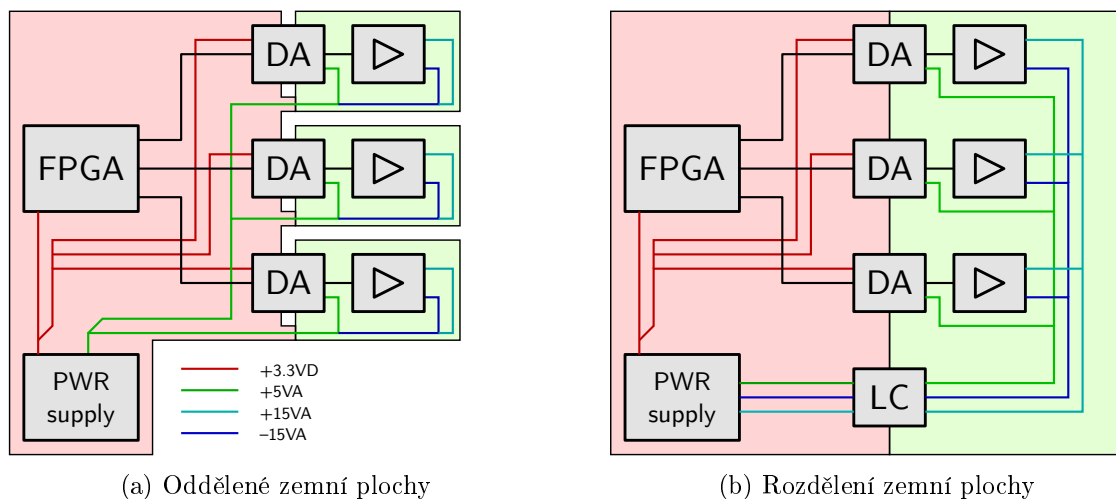 DA
FPGA
DA
DA
PWR
supply
+3.3VD
+5VA
+15VA
–15VA
(a) Oddělené zemní plochy
DA
FPGA
DA
DA
PWR
supply
LC
(b) Rozdělení zemní plochy